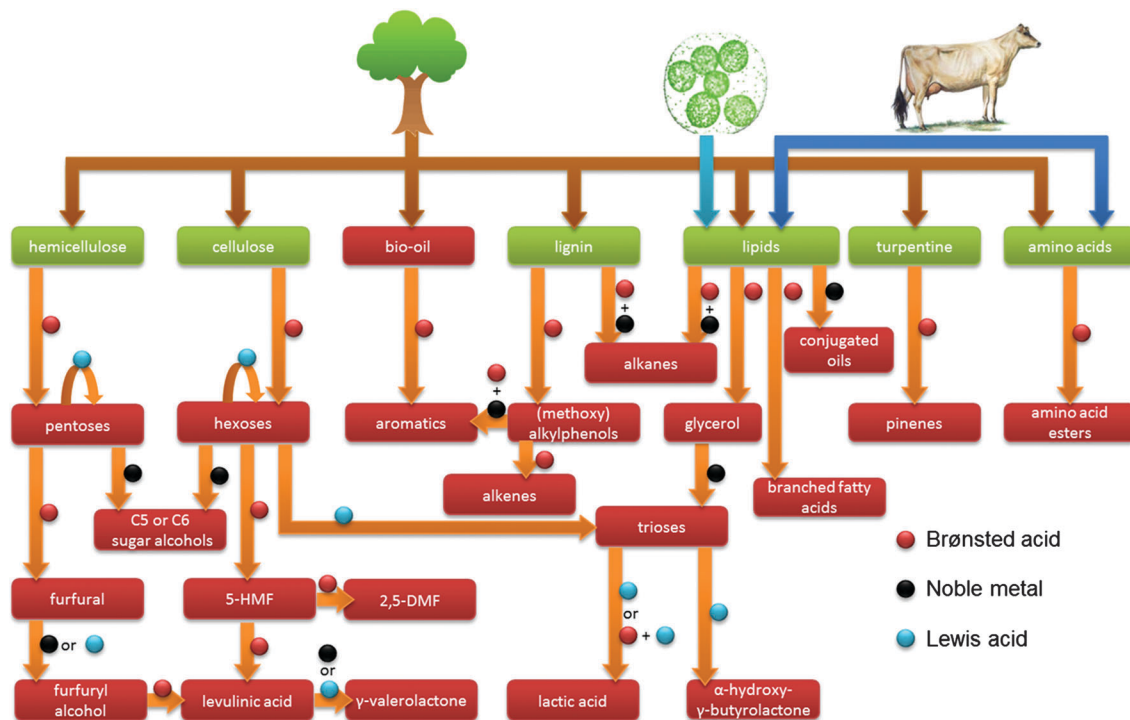 hemicellulose
cellulose
bio-oil
lignin
lipids
turpentine
amino acids
+
+
conjugated
oils
alkanes
+
pentoses
hexoses
aromatics
(methoxy)
alkylphenols
glycerol
pinenes
amino acid
esters
alkenes
branched fatty
acids
C5 or C6
sugar alcohols
trioses
Brønsted acid
Noble metal
Lewis acid
furfural
5-HMF
2,5-DMF
or
or
+
or
furfuryl
alcohol
levulinic acid
γ-valerolactone
lactic acid
α-hydroxy-
γ-butyrolactone